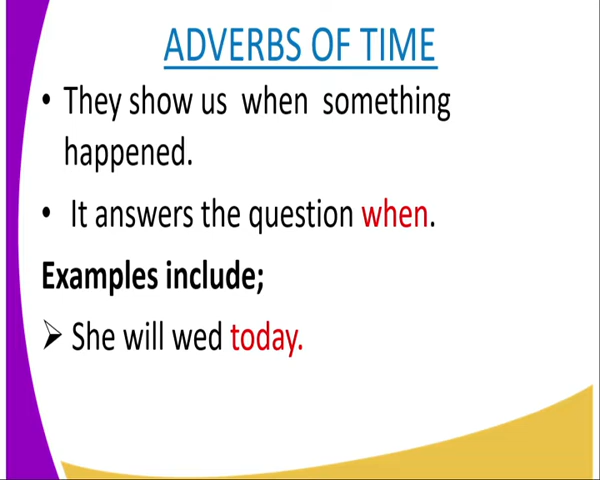 ADVERBS OF TIME
• They show us when something
happened.
• It answers the question when.
Examples include;
➢ She will wed today.